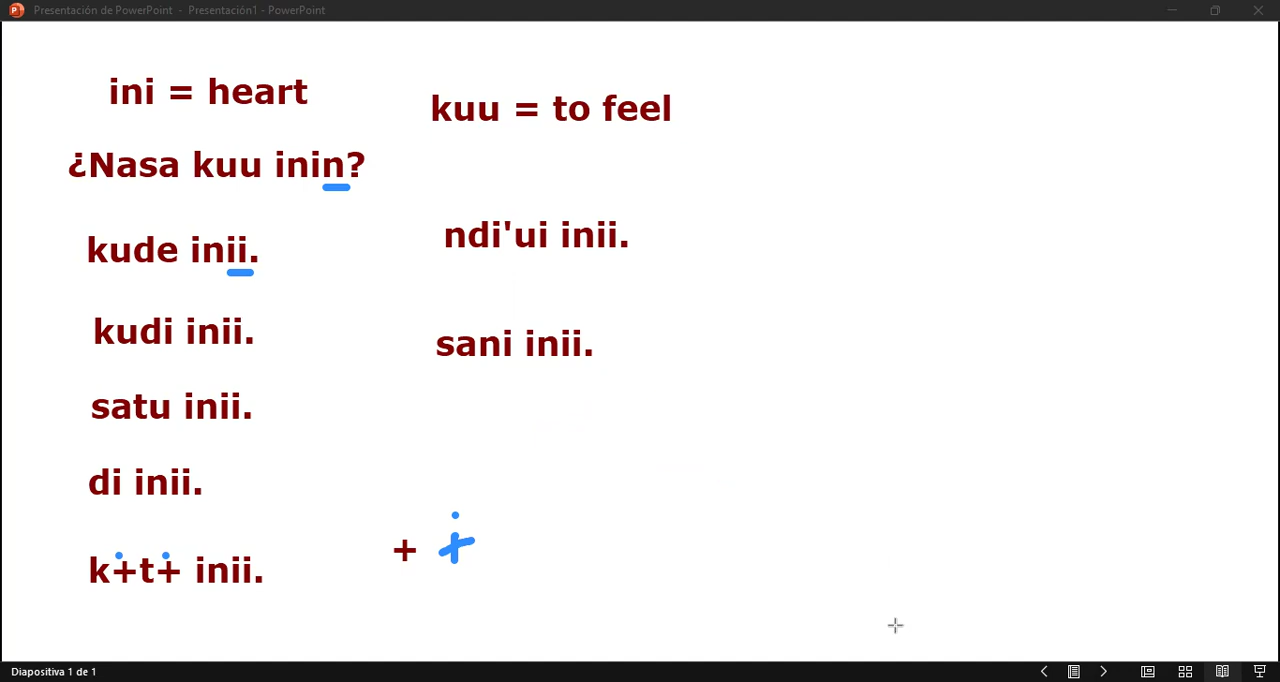 Presentación de PowerPoint - Presentación1 - PowerPoint
ini = heart
kuu = to feel
¿Nasa kuu inin?
kude inii.
ndi'ui inii.
kudi inii.
sani inii.
satu inii.
di inii.
k+t+ inii.
+ ɨ
Diapositiva 1 de 1